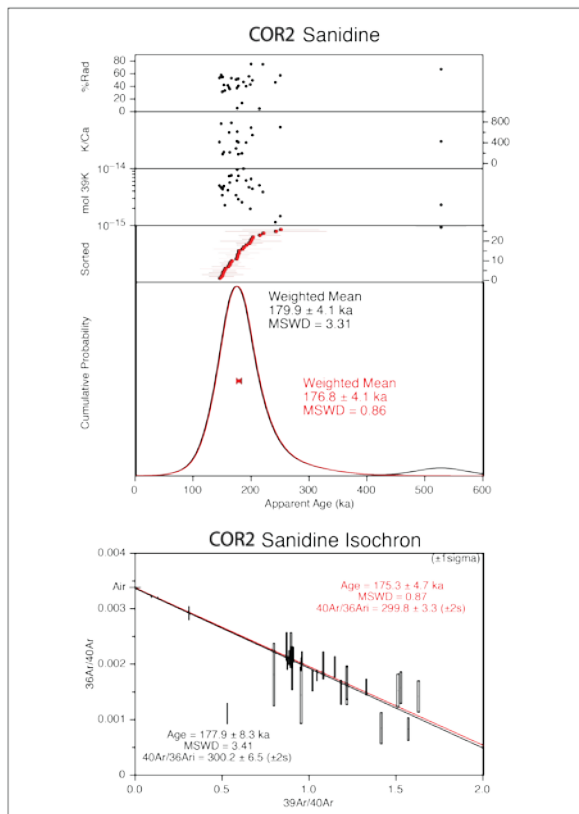 COR2 Sanidine
%Rad
80
60
40
20
0
K/Ca
800
400
0
mol 39K
10⁻¹⁴
10⁻¹⁵
Sorted
20
10
0
Cumulative Probability
Weighted Mean
179.9 ± 4.1 ka
MSWD = 3.31
Weighted Mean
176.8 ± 4.1 ka
MSWD = 0.86
0 100 200 300 400 500 600
Apparent Age (ka)
COR2 Sanidine Isochron
(±1sigma)
0.004
Air
0.003
0.002
0.001
0
36Ar/40Ar
Age = 175.3 ± 4.7 ka
MSWD = 0.87
40Ar/36Ari = 299.8 ± 3.3 (±2s)
Age = 177.9 ± 8.3 ka
MSWD = 3.41
40Ar/36Ari = 300.2 ± 6.5 (±2s)
0.0 0.5 1.0 1.5 2.0
39Ar/40Ar